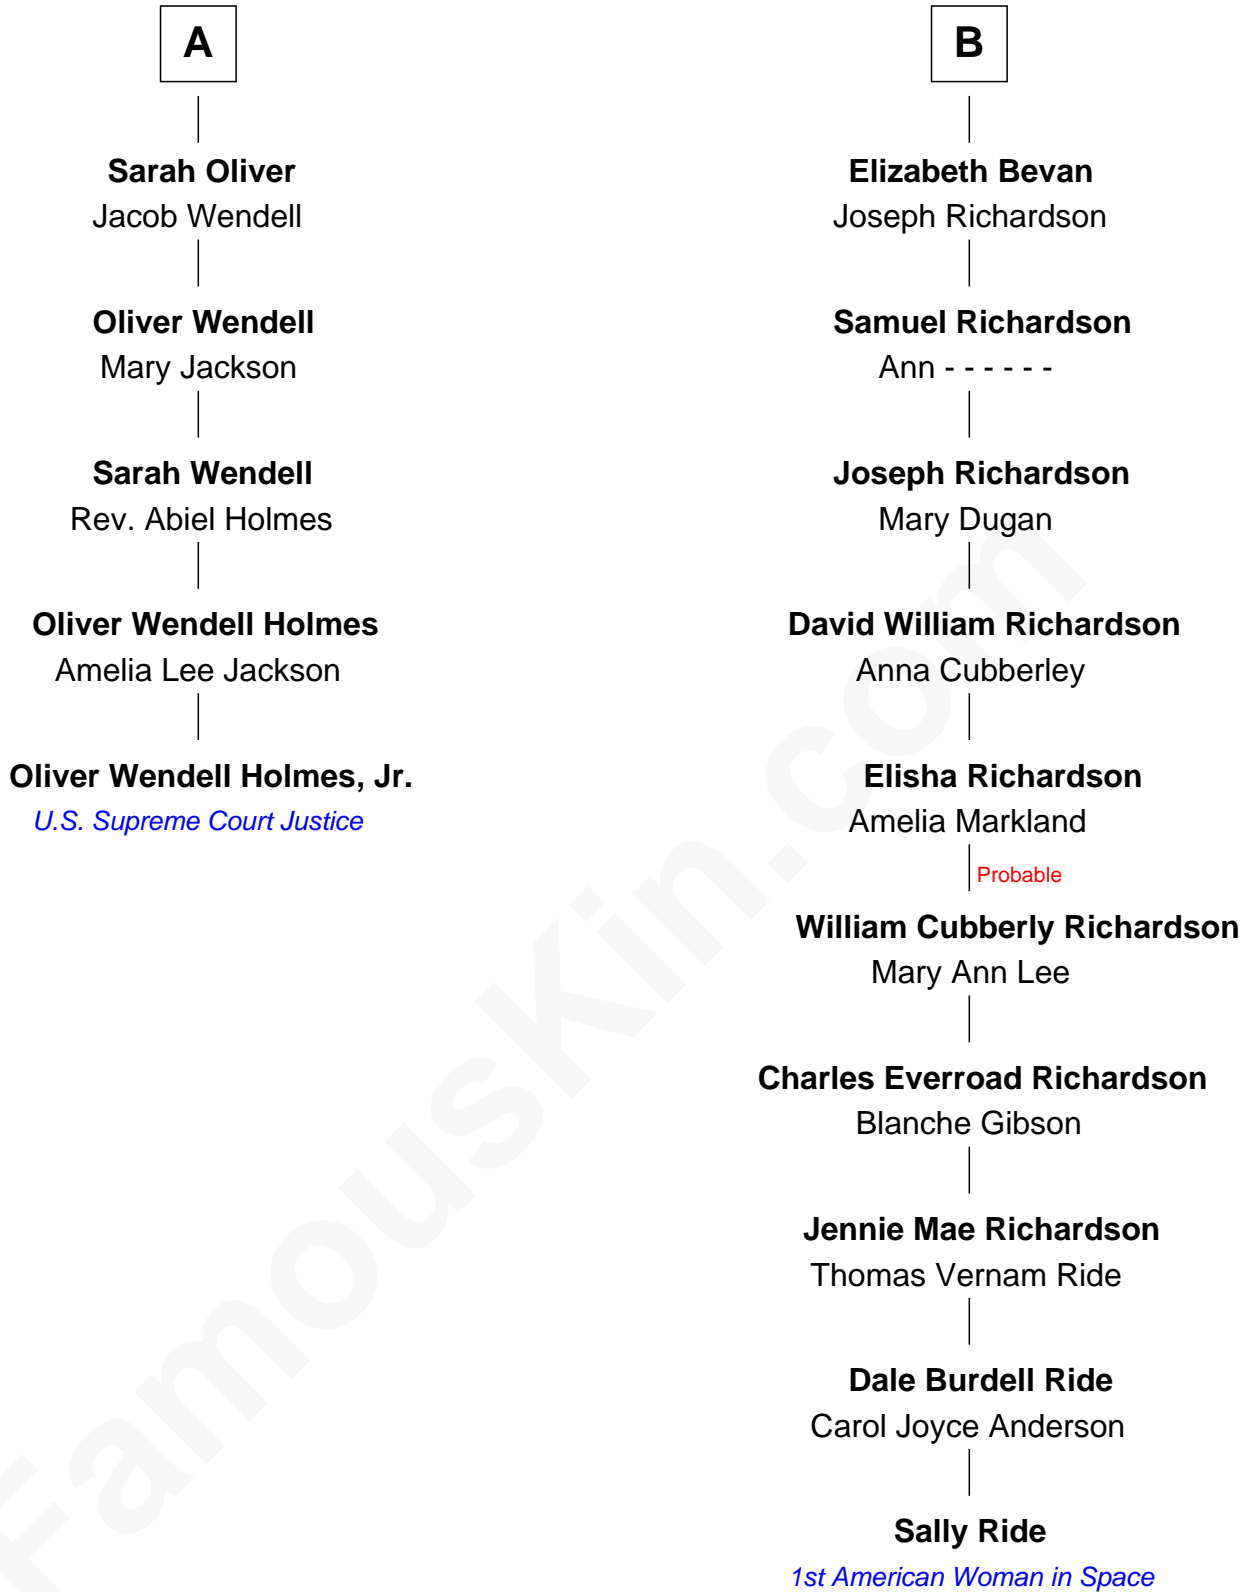 A
Sarah Oliver
Jacob Wendell
Oliver Wendell
Mary Jackson
Sarah Wendell
Rev. Abiel Holmes
Oliver Wendell Holmes
Amelia Lee Jackson
Oliver Wendell Holmes, Jr.
U.S. Supreme Court Justice
B
Elizabeth Bevan
Joseph Richardson
Samuel Richardson
Ann - - - - - -
Joseph Richardson
Mary Dugan
David William Richardson
Anna Cubberley
Elisha Richardson
Amelia Markland
Probable
William Cubberly Richardson
Mary Ann Lee
Charles Everroad Richardson
Blanche Gibson
Jennie Mae Richardson
Thomas Vernam Ride
Dale Burdell Ride
Carol Joyce Anderson
Sally Ride
1st American Woman in Space
FamousKin.com